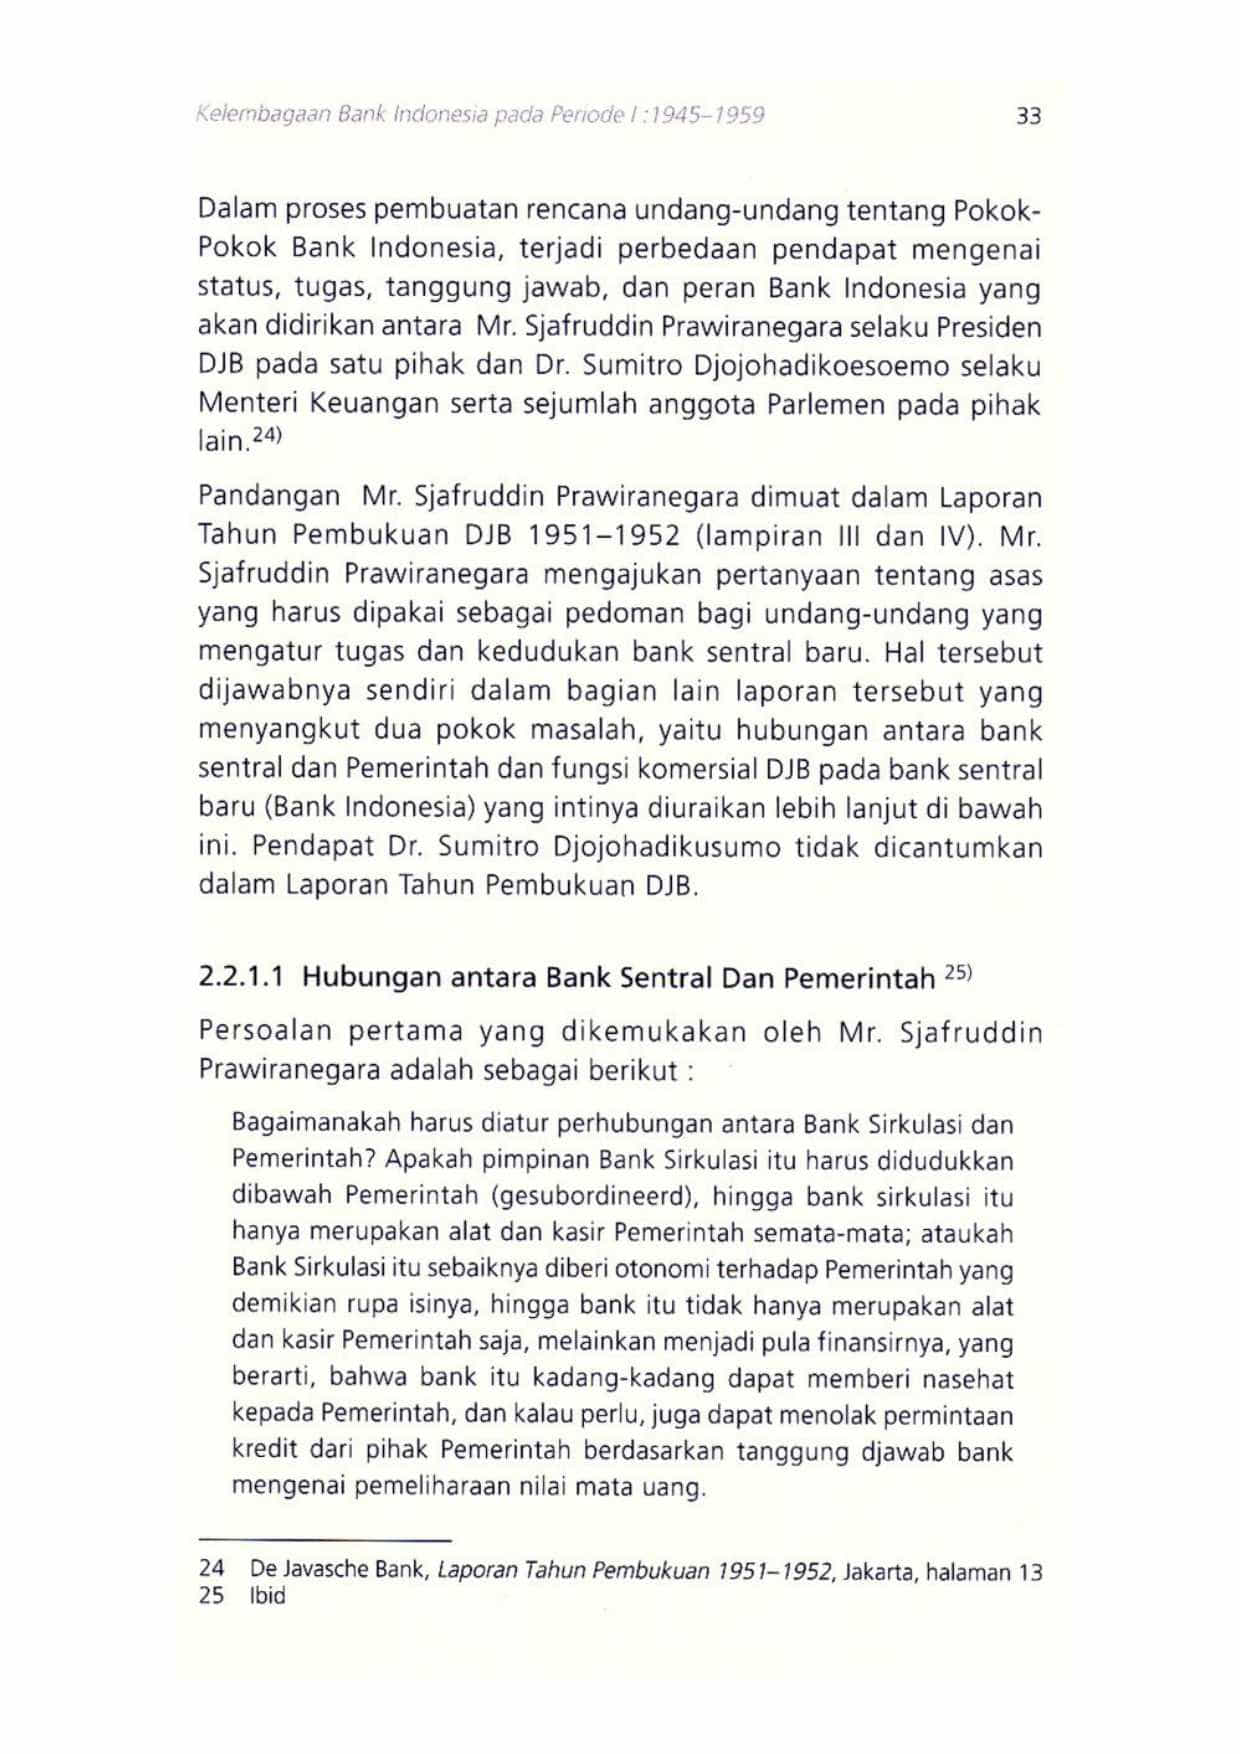 Kelembagaan Bank Indonesia pada Periode I :1945–1959 33
Dalam proses pembuatan rencana undang-undang tentang Pokok-
Pokok Bank Indonesia, terjadi perbedaan pendapat mengenai
status, tugas, tanggung jawab, dan peran Bank Indonesia yang
akan didirikan antara Mr. Sjafruddin Prawiranegara selaku Presiden
DJB pada satu pihak dan Dr. Sumitro Djojohadikoesoemo selaku
Menteri Keuangan serta sejumlah anggota Parlemen pada pihak
lain.24)
Pandangan Mr. Sjafruddin Prawiranegara dimuat dalam Laporan
Tahun Pembukuan DJB 1951–1952 (lampiran III dan IV). Mr.
Sjafruddin Prawiranegara mengajukan pertanyaan tentang asas
yang harus dipakai sebagai pedoman bagi undang-undang yang
mengatur tugas dan kedudukan bank sentral baru. Hal tersebut
dijawabnya sendiri dalam bagian lain laporan tersebut yang
menyangkut dua pokok masalah, yaitu hubungan antara bank
sentral dan Pemerintah dan fungsi komersial DJB pada bank sentral
baru (Bank Indonesia) yang intinya diuraikan lebih lanjut di bawah
ini. Pendapat Dr. Sumitro Djojohadikusumo tidak dicantumkan
dalam Laporan Tahun Pembukuan DJB.
2.2.1.1 Hubungan antara Bank Sentral Dan Pemerintah 25)
Persoalan pertama yang dikemukakan oleh Mr. Sjafruddin
Prawiranegara adalah sebagai berikut :
Bagaimanakah harus diatur perhubungan antara Bank Sirkulasi dan
Pemerintah? Apakah pimpinan Bank Sirkulasi itu harus didudukkan
dibawah Pemerintah (gesubordineerd), hingga bank sirkulasi itu
hanya merupakan alat dan kasir Pemerintah semata-mata; ataukah
Bank Sirkulasi itu sebaiknya diberi otonomi terhadap Pemerintah yang
demikian rupa isinya, hingga bank itu tidak hanya merupakan alat
dan kasir Pemerintah saja, melainkan menjadi pula finansirnya, yang
berarti, bahwa bank itu kadang-kadang dapat memberi nasehat
kepada Pemerintah, dan kalau perlu, juga dapat menolak permintaan
kredit dari pihak Pemerintah berdasarkan tanggung djawab bank
mengenai pemeliharaan nilai mata uang.
24 De Javasche Bank, Laporan Tahun Pembukuan 1951–1952, Jakarta, halaman 13
25 Ibid